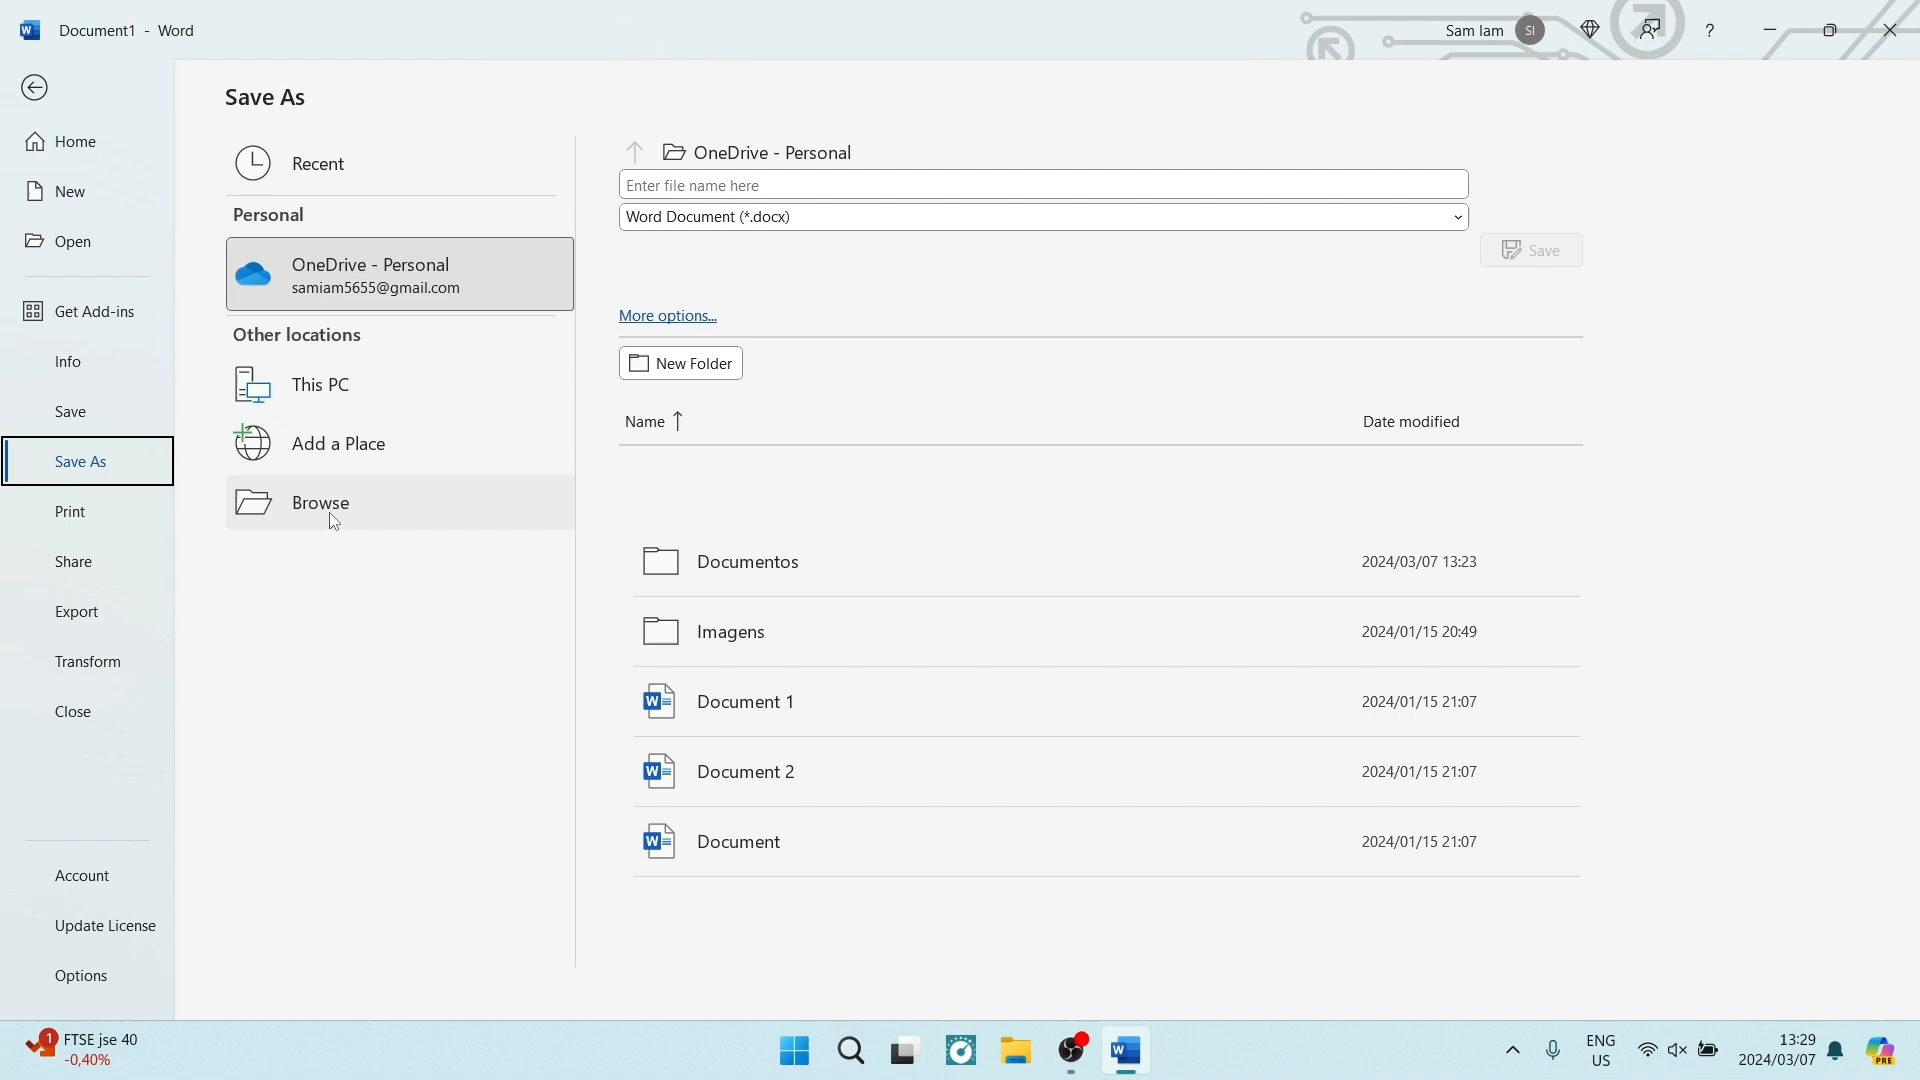 Document1 - Word
Sam Iam
SI
?
Home
New
Open
Get Add-ins
Info
Save
Save As
Print
Share
Export
Transform
Close
Account
Update License
Options
Save As
Recent
Personal
OneDrive - Personal
samiam5655@gmail.com
Other locations
This PC
Add a Place
Browse
OneDrive - Personal
Enter file name here
Word Document (*.docx)
Save
More options...
New Folder
Name
Date modified
Documentos 2024/03/07 13:23
Imagens 2024/01/15 20:49
Document 1 2024/01/15 21:07
Document 2 2024/01/15 21:07
Document 2024/01/15 21:07
1
FTSE jse 40
-0,40%
ENG
US
13:29
2024/03/07
PRE